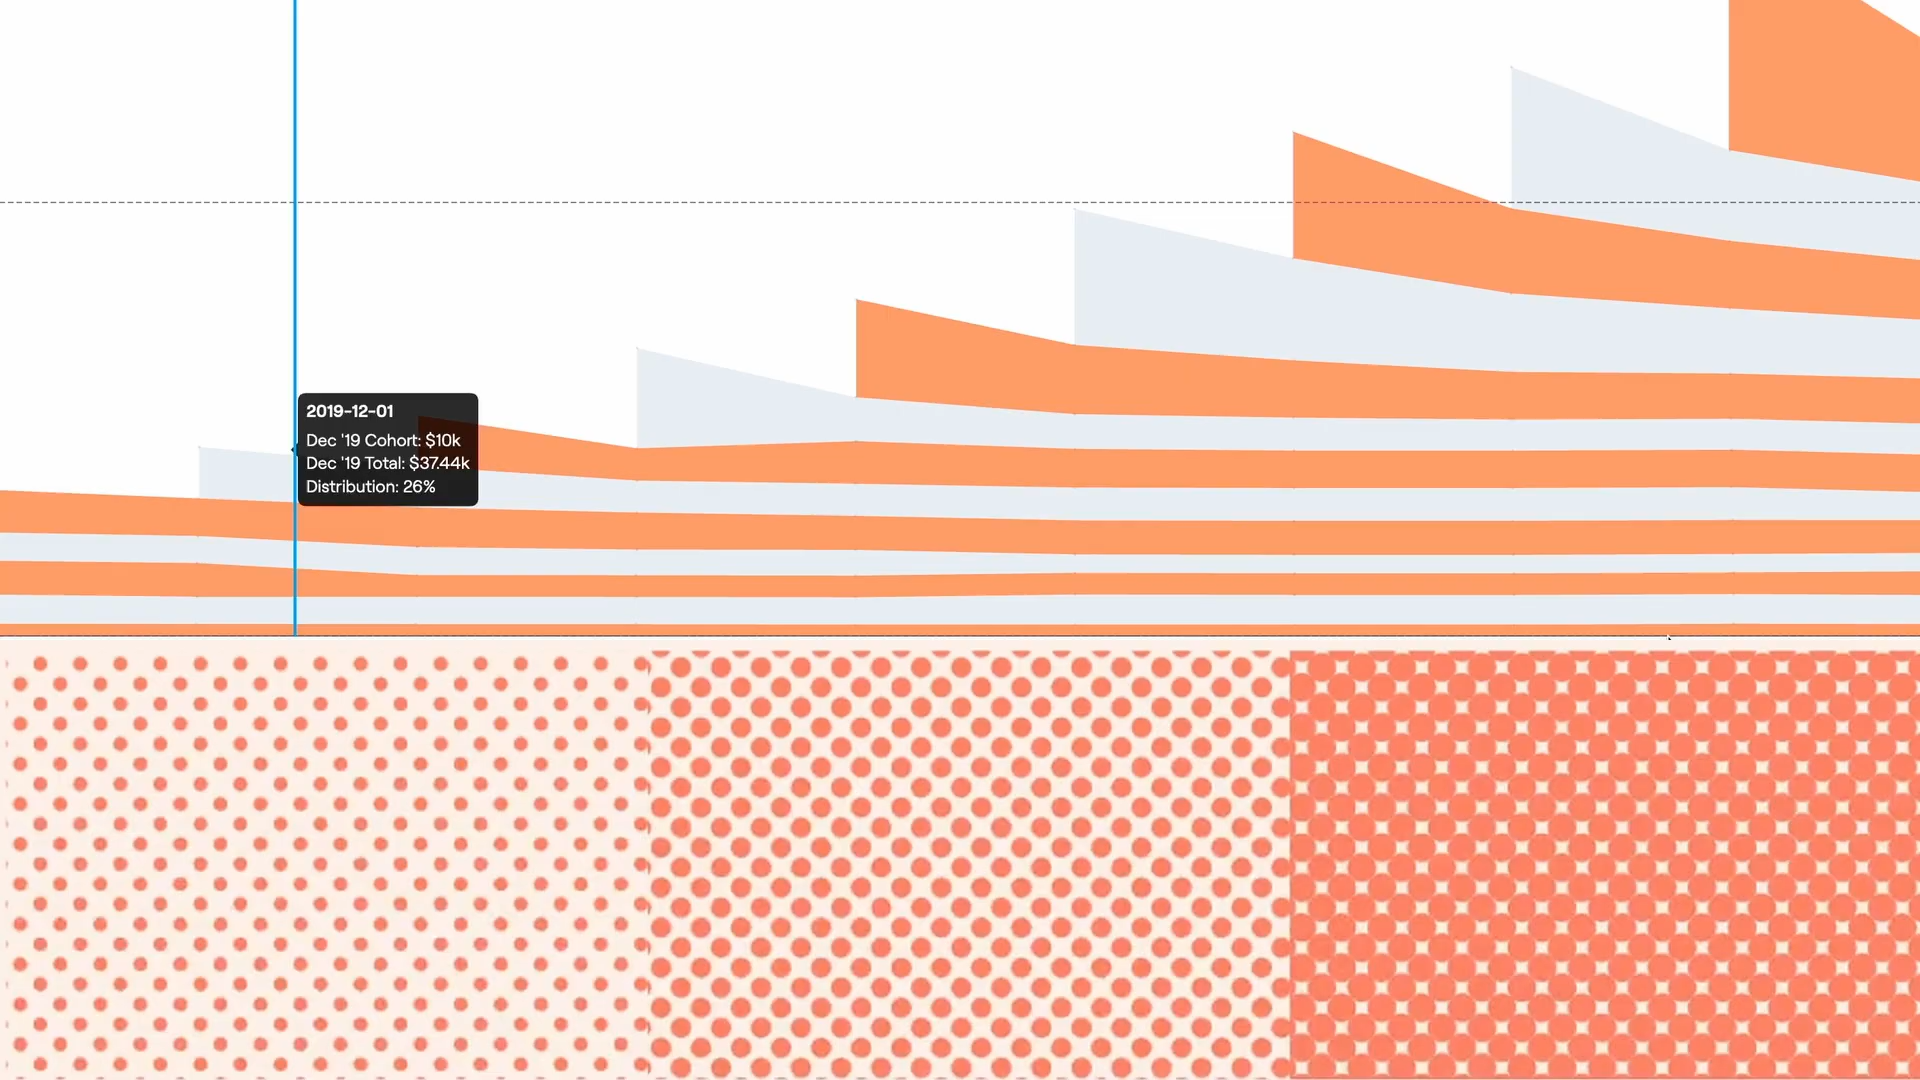 2019-12-01
Dec '19 Cohort: $10k
Dec '19 Total: $37.44k
Distribution: 26%